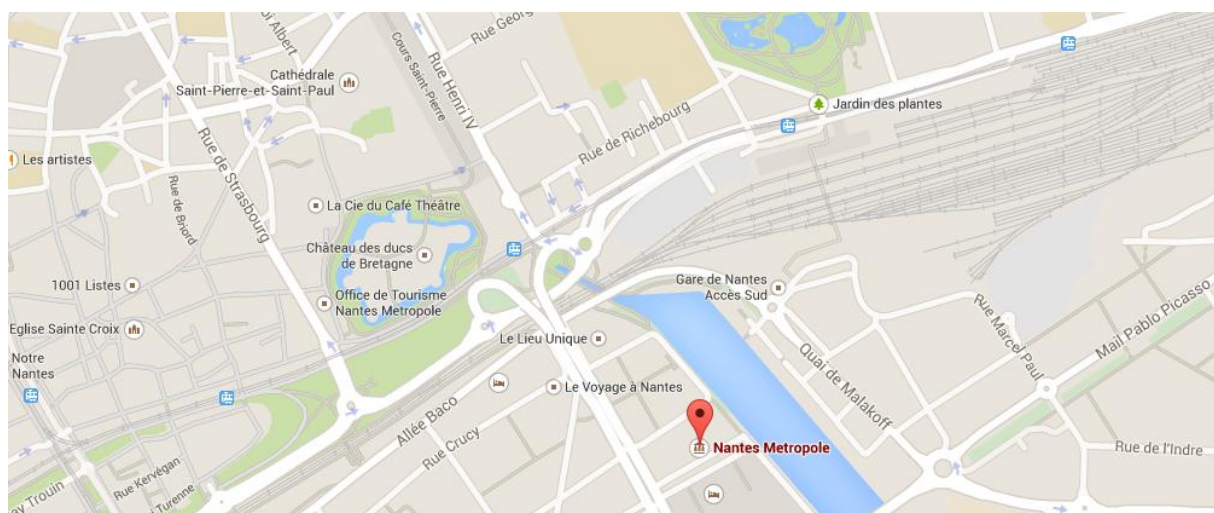 oi Albert
Cours Saint-Pierre
Rue Henri IV
Rue Georg
Cathédrale
Saint-Pierre-et-Saint-Paul
Jardin des plantes
Rue de Richebourg
Les artistes
Rue de Strasbourg
Rue de Briord
La Cie du Café Théâtre
Château des ducs
de Bretagne
1001 Listes
Office de Tourisme
Nantes Metropole
Gare de Nantes
Accès Sud
Eglise Sainte Croix
Le Lieu Unique
Rue Marcel Paul
Mail Pablo Picasso
Notre
Nantes
Le Voyage à Nantes
Quai de Malakoff
Allée Baco
Rue Crucy
Nantes Metropole
Rue de l'Indre
Rue Kervégan
Turenne
ey Trouin